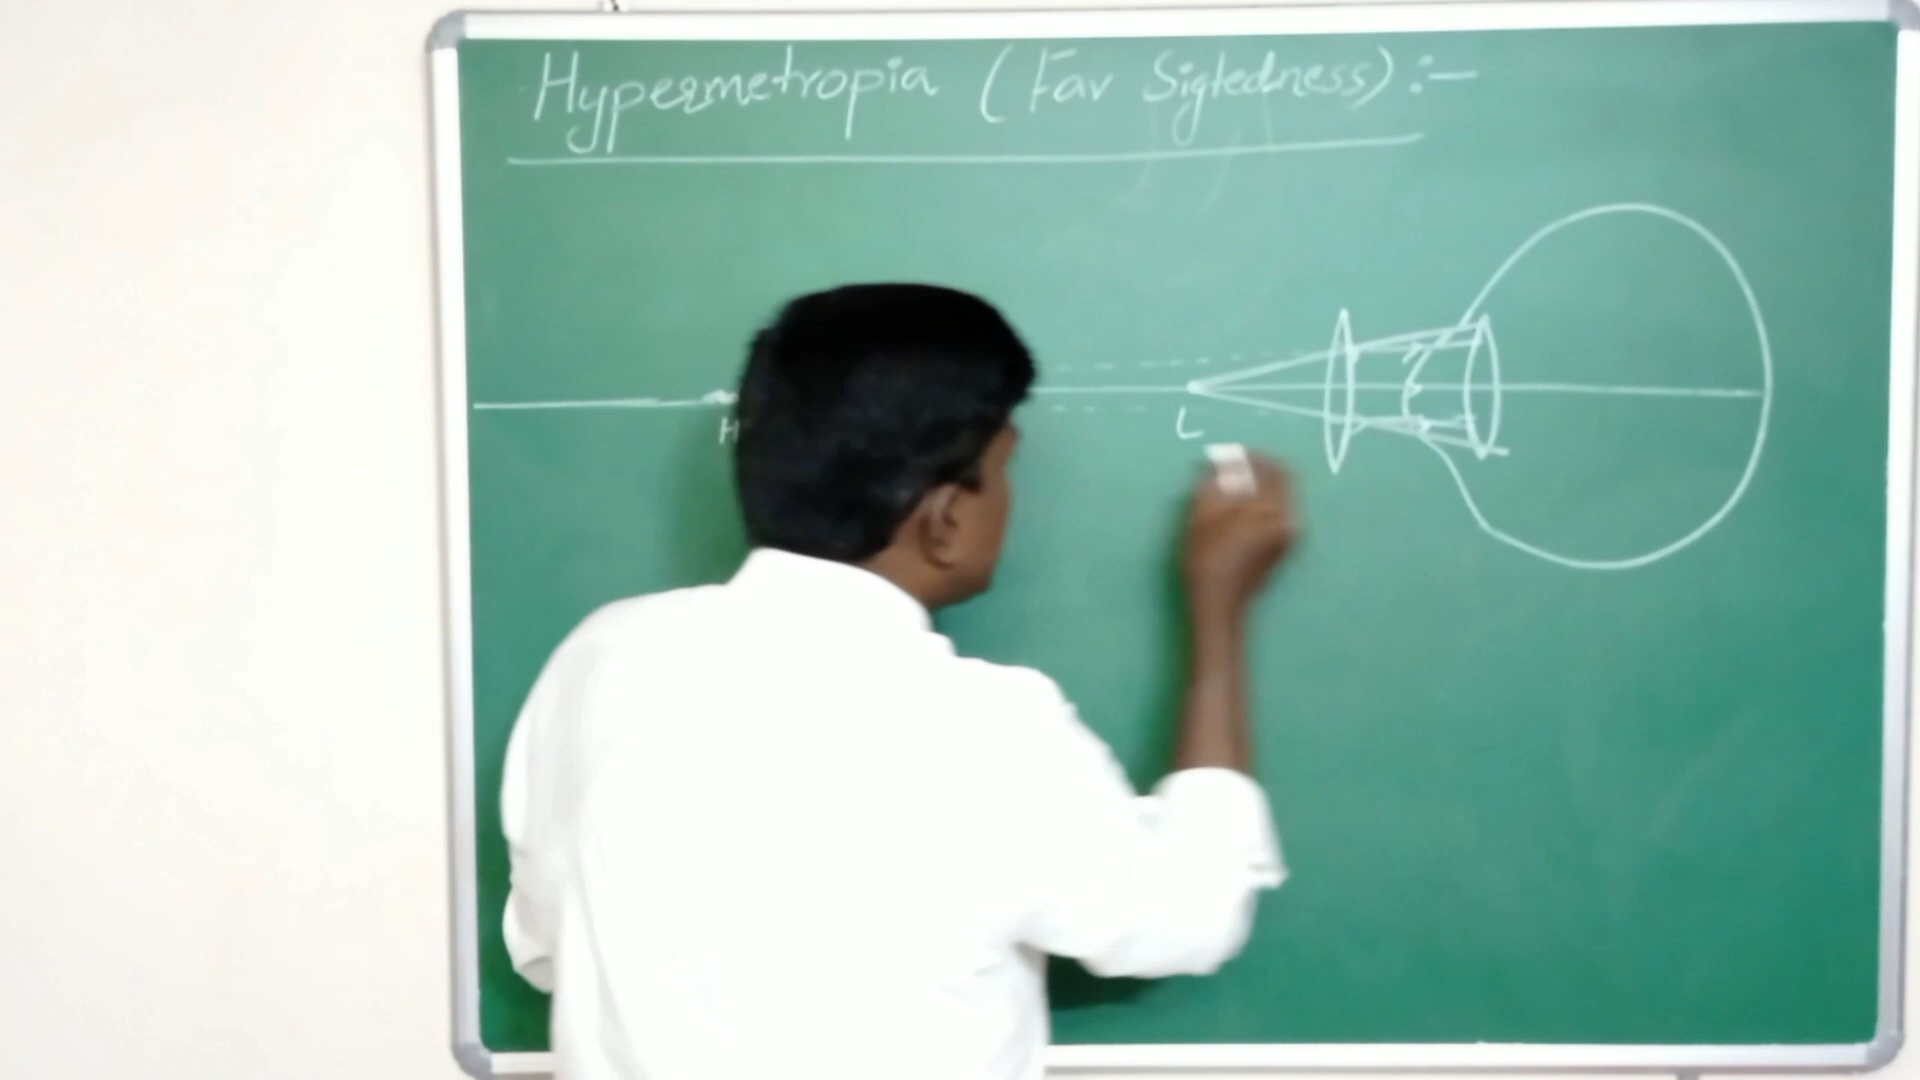 Hypermetropia (Far Sigtedness) :-
H
L